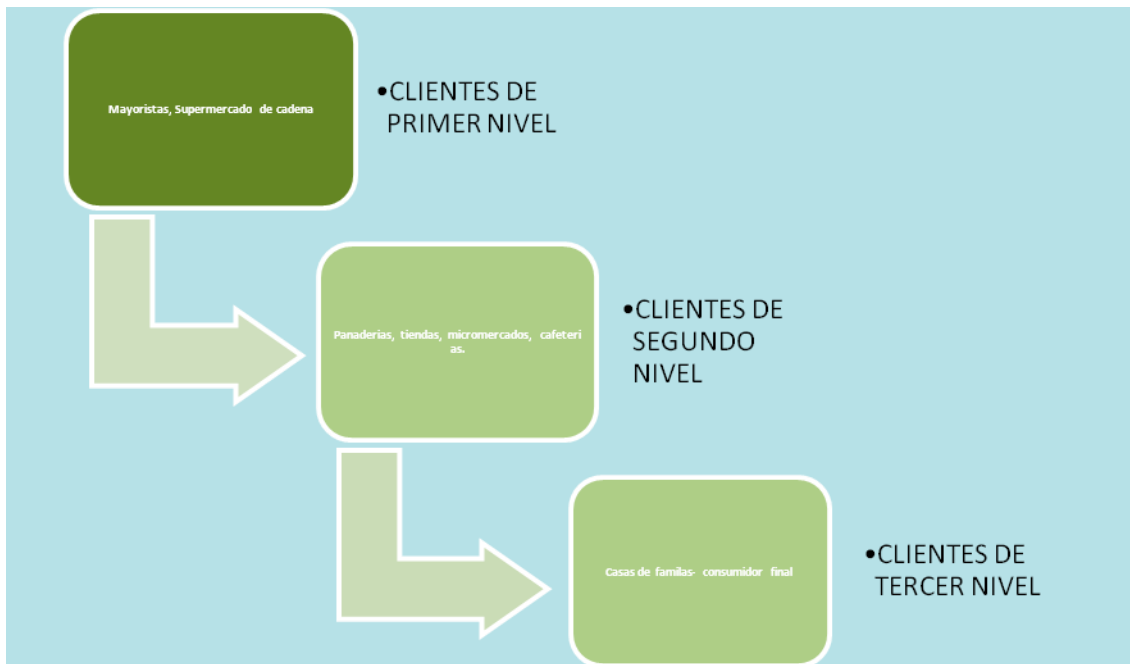 Mayoristas, Supermercado de cadena
•CLIENTES DE
PRIMER NIVEL
Panaderias, tiendas, micromercados, cafeteri
as.
•CLIENTES DE
SEGUNDO
NIVEL
Casas de familas- consumidor final
•CLIENTES DE
TERCER NIVEL